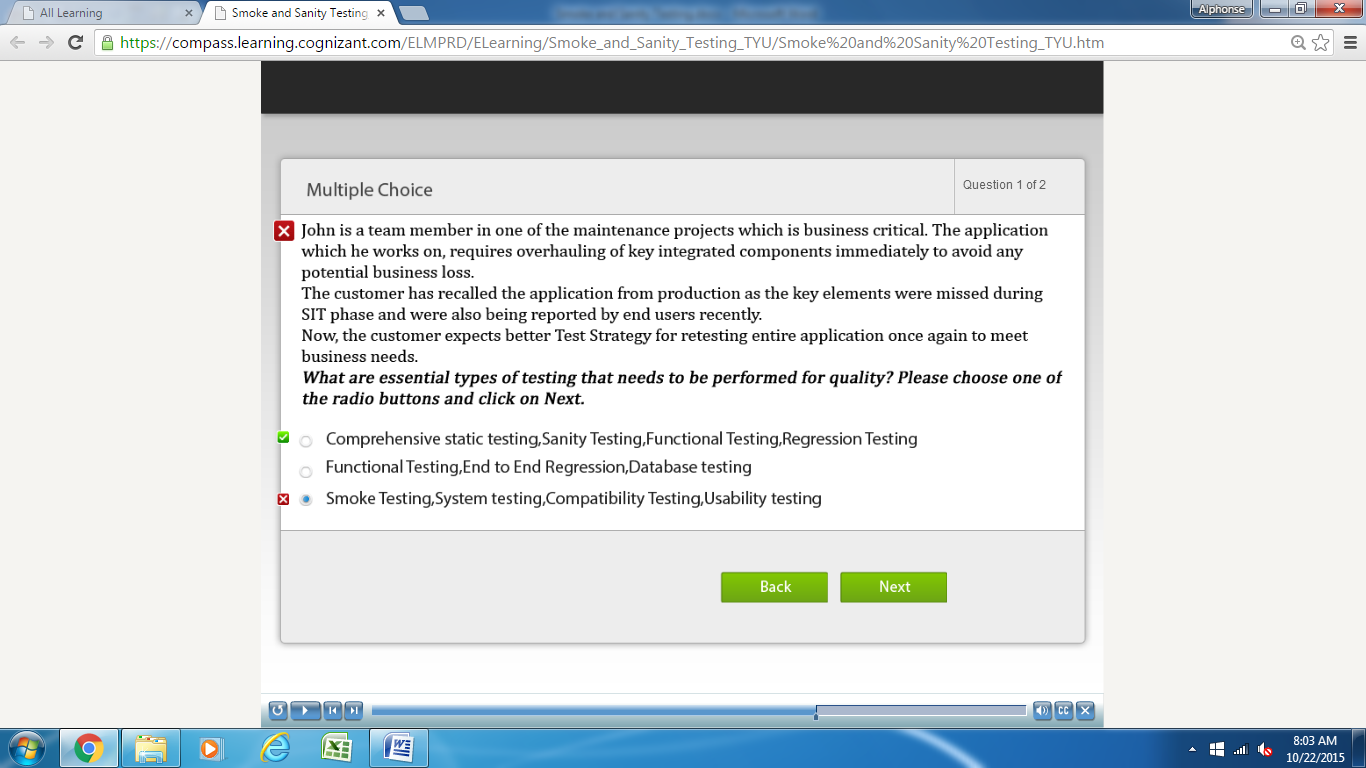 All Learning
Smoke and Sanity Testing
Alphonse
https://compass.learning.cognizant.com/ELMPRD/ELearning/Smoke_and_Sanity_Testing_TYU/Smoke%20and%20Sanity%20Testing_TYU.htm
Multiple Choice
Question 1 of 2
John is a team member in one of the maintenance projects which is business critical. The application
which he works on, requires overhauling of key integrated components immediately to avoid any
potential business loss.
The customer has recalled the application from production as the key elements were missed during
SIT phase and were also being reported by end users recently.
Now, the customer expects better Test Strategy for retesting entire application once again to meet
business needs.
What are essential types of testing that needs to be performed for quality? Please choose one of
the radio buttons and click on Next.
Comprehensive static testing,Sanity Testing,Functional Testing,Regression Testing
Functional Testing,End to End Regression,Database testing
Smoke Testing,System testing,Compatibility Testing,Usability testing
Back
Next
CC
8:03 AM
10/22/2015